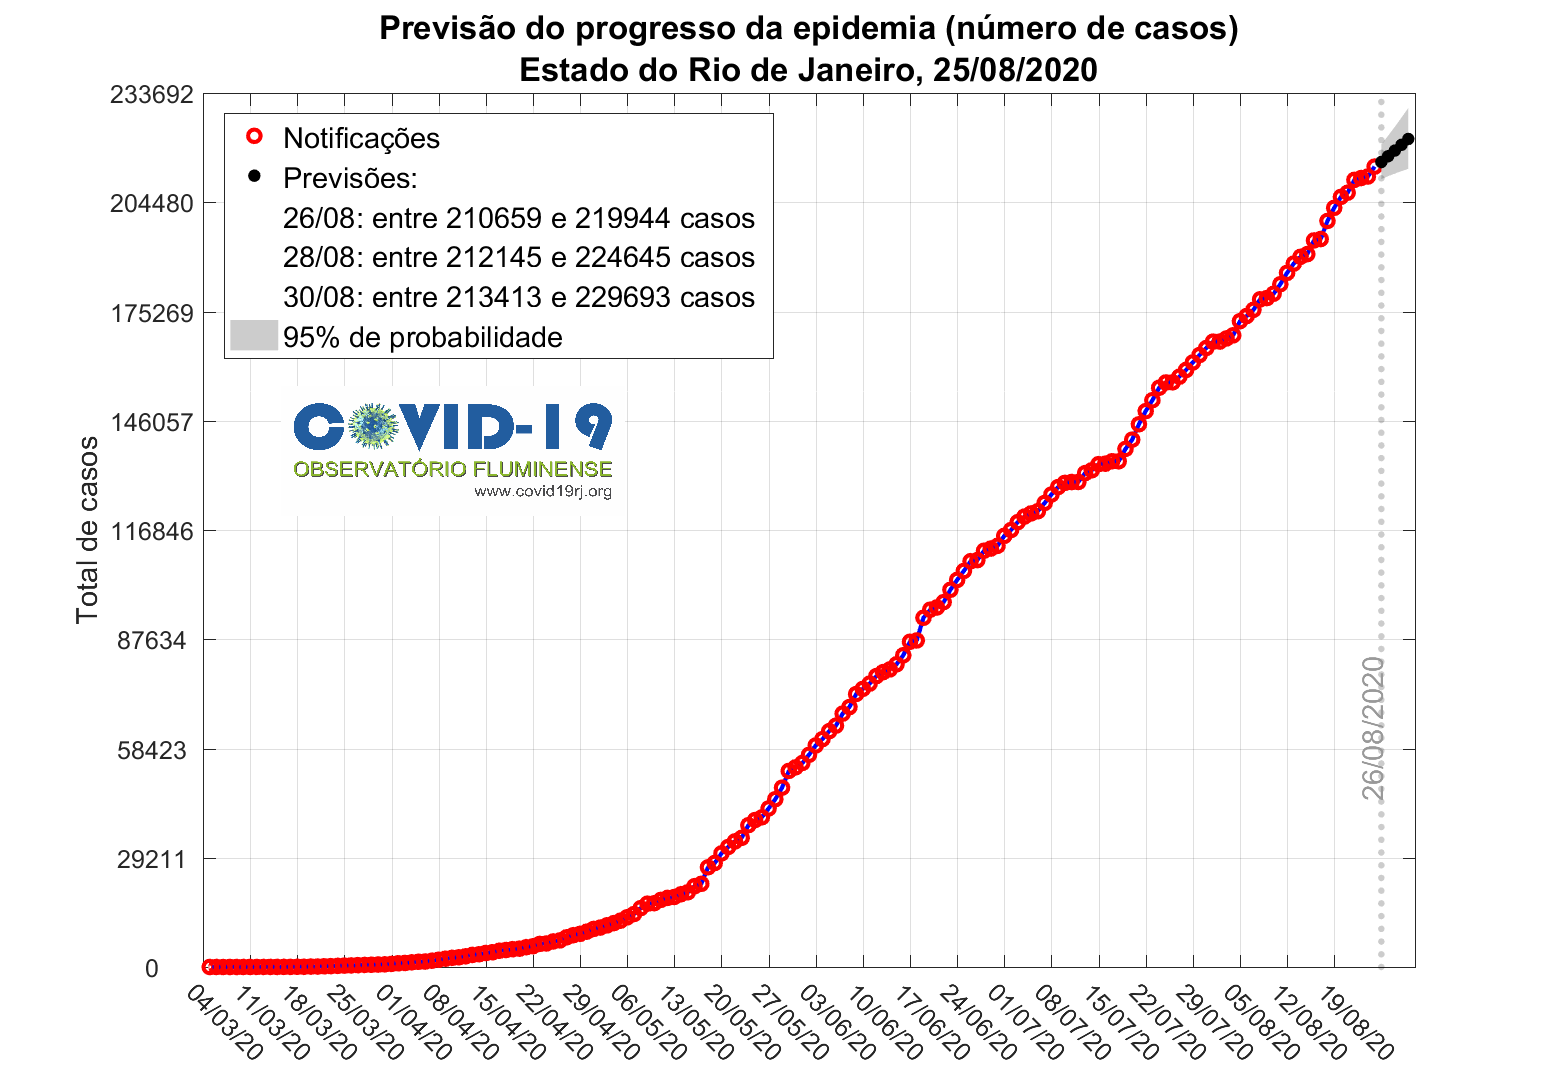 Previsão do progresso da epidemia (número de casos)
Estado do Rio de Janeiro, 25/08/2020
233692
204480
175269
146057
116846
87634
58423
29211
0
Total de casos
Notificações
Previsões:
26/08: entre 210659 e 219944 casos
28/08: entre 212145 e 224645 casos
30/08: entre 213413 e 229693 casos
95% de probabilidade
COVID-19
OBSERVATÓRIO FLUMINENSE
www.covid19rj.org
26/08/2020
04/03/20
11/03/20
18/03/20
25/03/20
01/04/20
08/04/20
15/04/20
22/04/20
29/04/20
06/05/20
13/05/20
20/05/20
27/05/20
03/06/20
10/06/20
17/06/20
24/06/20
01/07/20
08/07/20
15/07/20
22/07/20
29/07/20
05/08/20
12/08/20
19/08/20